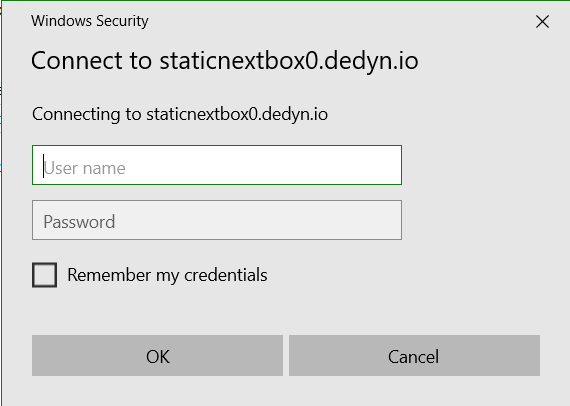 Windows Security
Connect to staticnextbox0.dedyn.io
Connecting to staticnextbox0.dedyn.io
User name
Password
Remember my credentials
OK Cancel